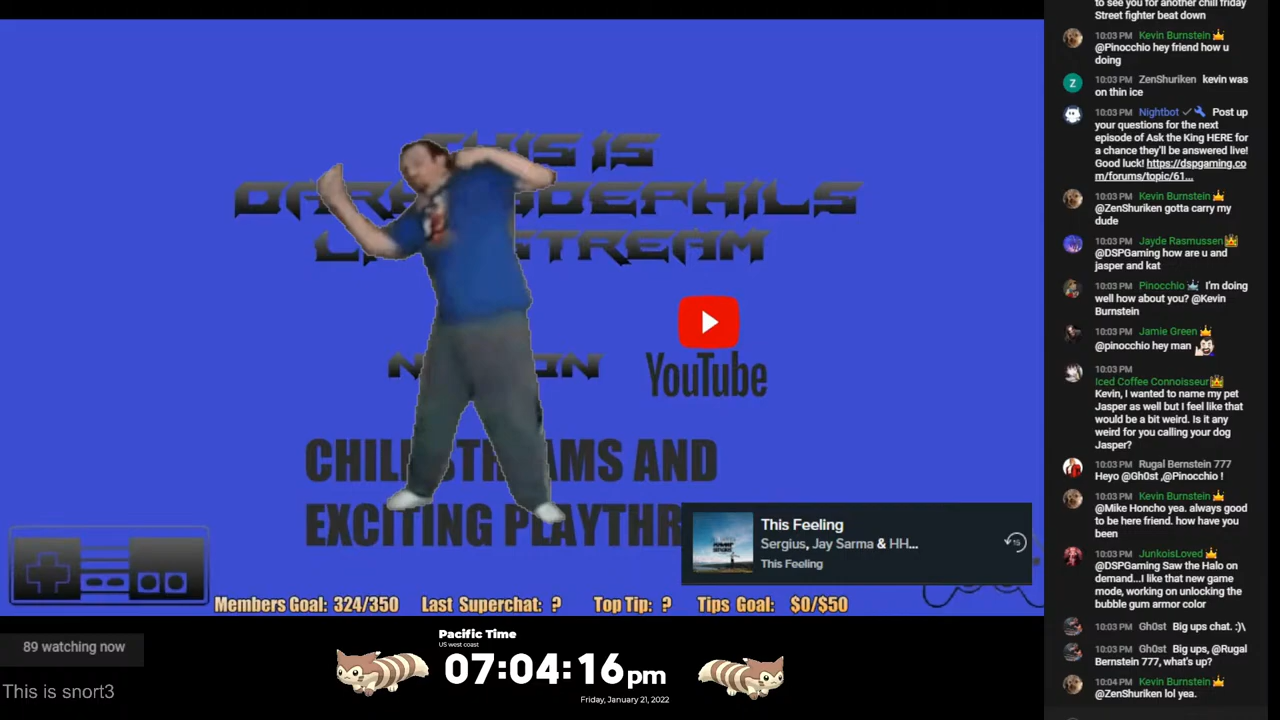 THIS IS
LIVESTREAM
NOW ON
YouTube
CHILL STREAMS AND
EXCITING
This Feeling
Sergius, Jay Sarma & HH...
This Feeling
15
Members Goal: 324/350 Last Superchat: ? Top Tip: ? Tips Goal: $0/$50
89 watching now
This is snort3
Pacific Time
US west coast
07:04:16pm
Friday, January 21, 2022
to see you for another chill friday
Street fighter beat down
10:03 PM Kevin Burnstein
@Pinocchio hey friend how u
doing
Z
10:03 PM ZenShuriken kevin was
on thin ice
10:03 PM Nightbot Post up
your questions for the next
episode of Ask the King HERE for
a chance they'll be answered live!
Good luck! https://dspgaming.co
m/forums/topic/61...
10:03 PM Kevin Burnstein
@ZenShuriken gotta carry my
dude
10:03 PM Jayde Rasmussen
@DSPGaming how are u and
jasper and kat
10:03 PM Pinocchio I'm doing
well how about you? @Kevin
Burnstein
10:03 PM Jamie Green
@pinocchio hey man
10:03 PM
Iced Coffee Connoisseur
Kevin, I wanted to name my pet
Jasper as well but I feel like that
would be a bit weird. Is it any
weird for you calling your dog
Jasper?
10:03 PM Rugal Bernstein 777
Heyo @Gh0st ,@Pinocchio !
10:03 PM Kevin Burnstein
@Mike Honcho yea. always good
to be here friend. how have you
been
10:03 PM JunkoisLoved
@DSPGaming Saw the Halo on
demand...I like that new game
mode, working on unlocking the
bubble gum armor color
10:03 PM Gh0st Big ups chat. :)\
10:03 PM Gh0st Big ups, @Rugal
Bernstein 777, what's up?
10:04 PM Kevin Burnstein
@ZenShuriken lol yea.